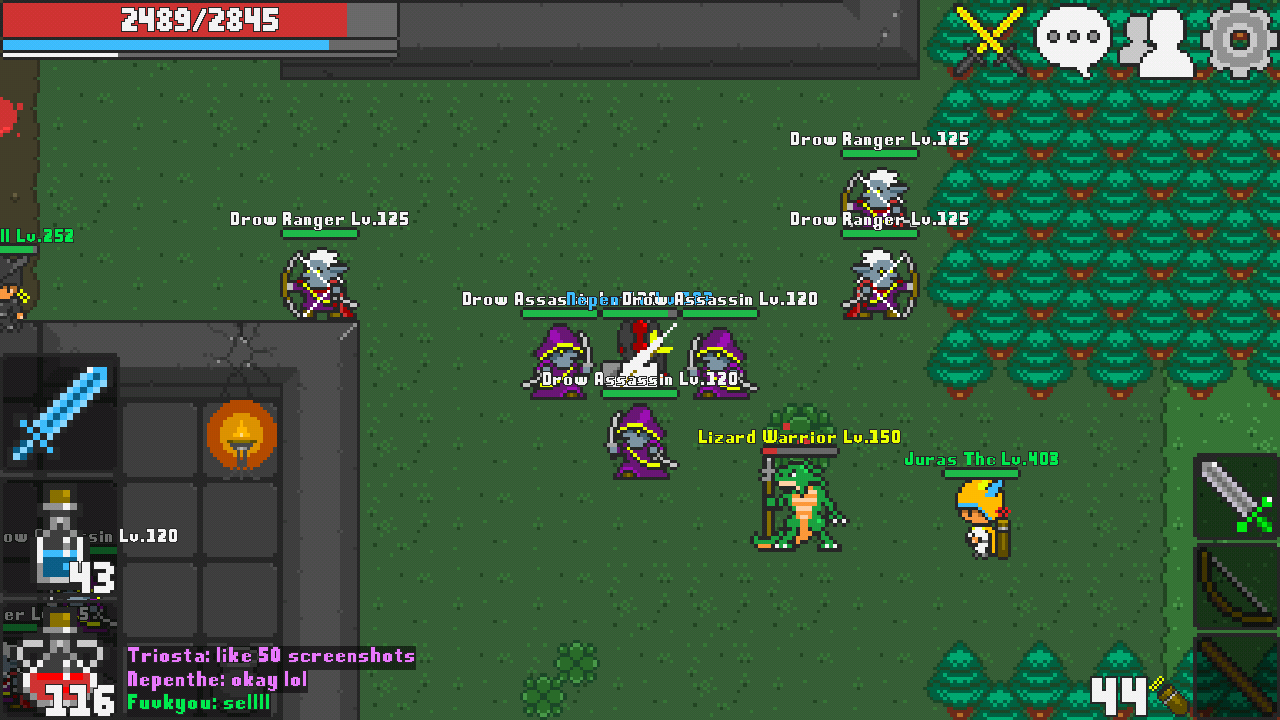 2489/2845
Drow Ranger Lv.125
Drow Ranger Lv.125
Drow Ranger Lv.125
ll Lv.252
Drow Assassin Lv.120
Drow Assassin Lv.120
Lizard Warrior Lv.150
Juras The Lv.403
Lv.120
43
Triosta: like 50 screenshots
Nepenthe: okay lol
Fuvkyou: sellll
116
44